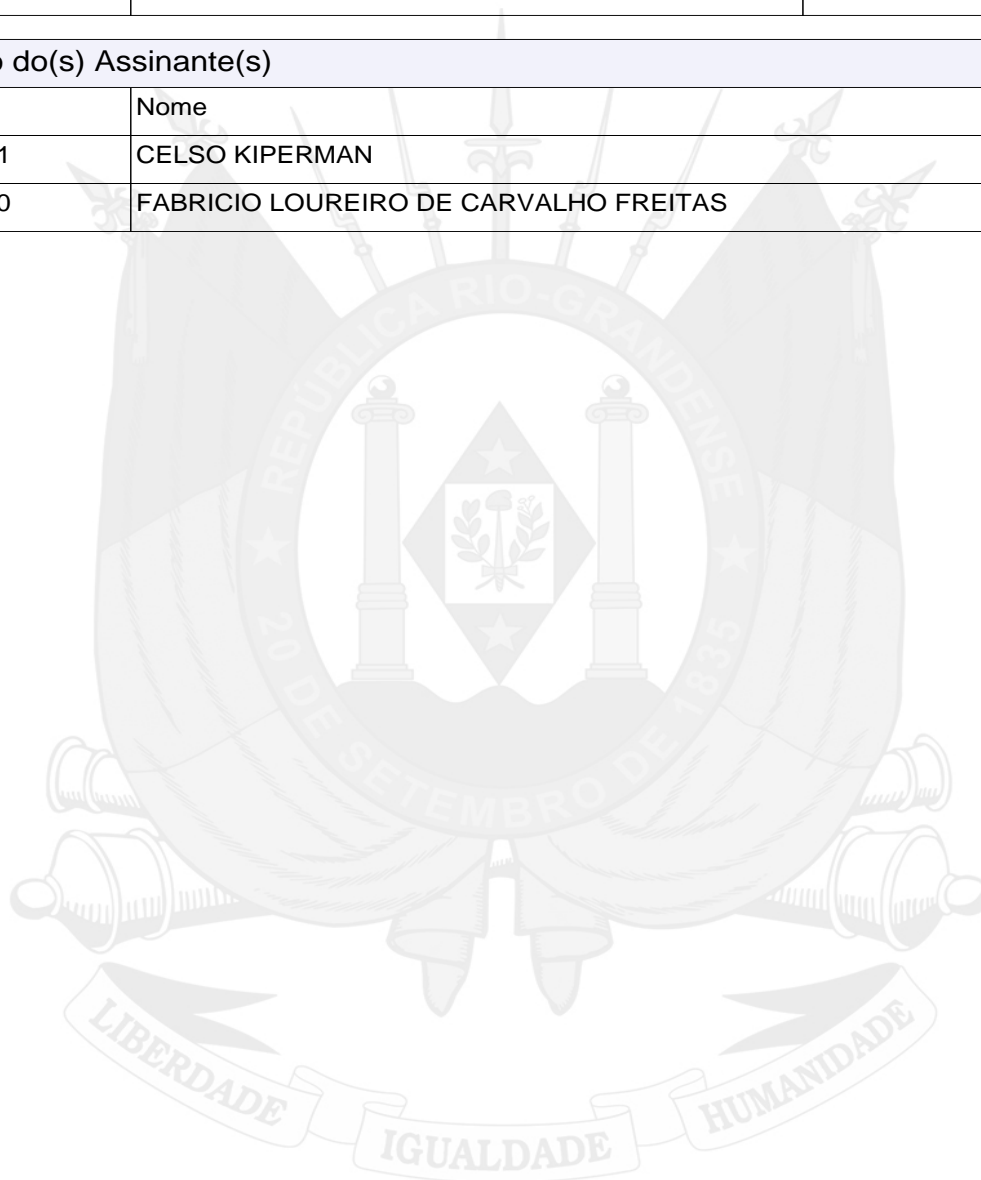 o do(s) Assinante(s)
Nome
1 CELSO KIPERMAN
0 FABRICIO LOUREIRO DE CARVALHO FREITAS
REPÚBLICA RIO-GRANDENSE
★ 20 DE SETEMBRO DE 1835 ★
LIBERDADE IGUALDADE HUMANIDADE